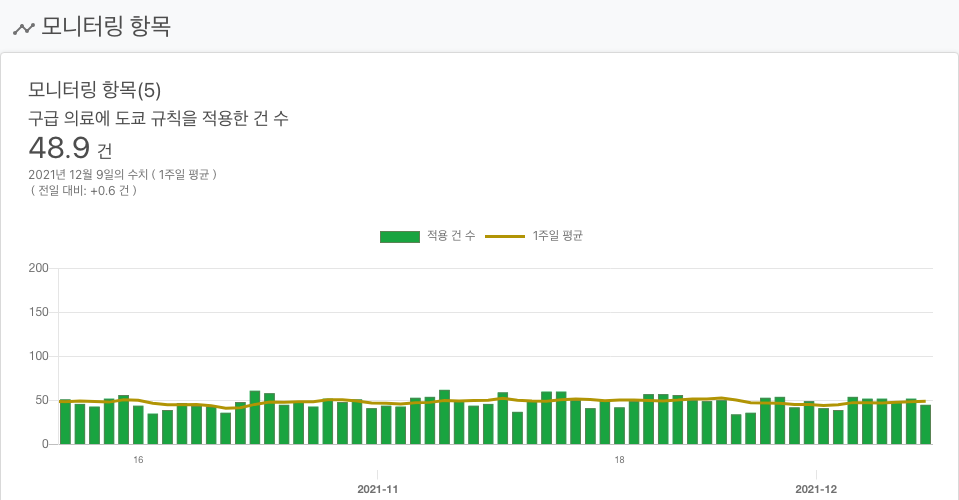 모니터링 항목
모니터링 항목(5)
구급 의료에 도쿄 규칙을 적용한 건 수
48.9 건
2021년 12월 9일의 수치 ( 1주일 평균 )
( 전일 대비: +0.6 건 )
적용 건 수 1주일 평균
200
150
100
50
0
16 18
2021-11 2021-12